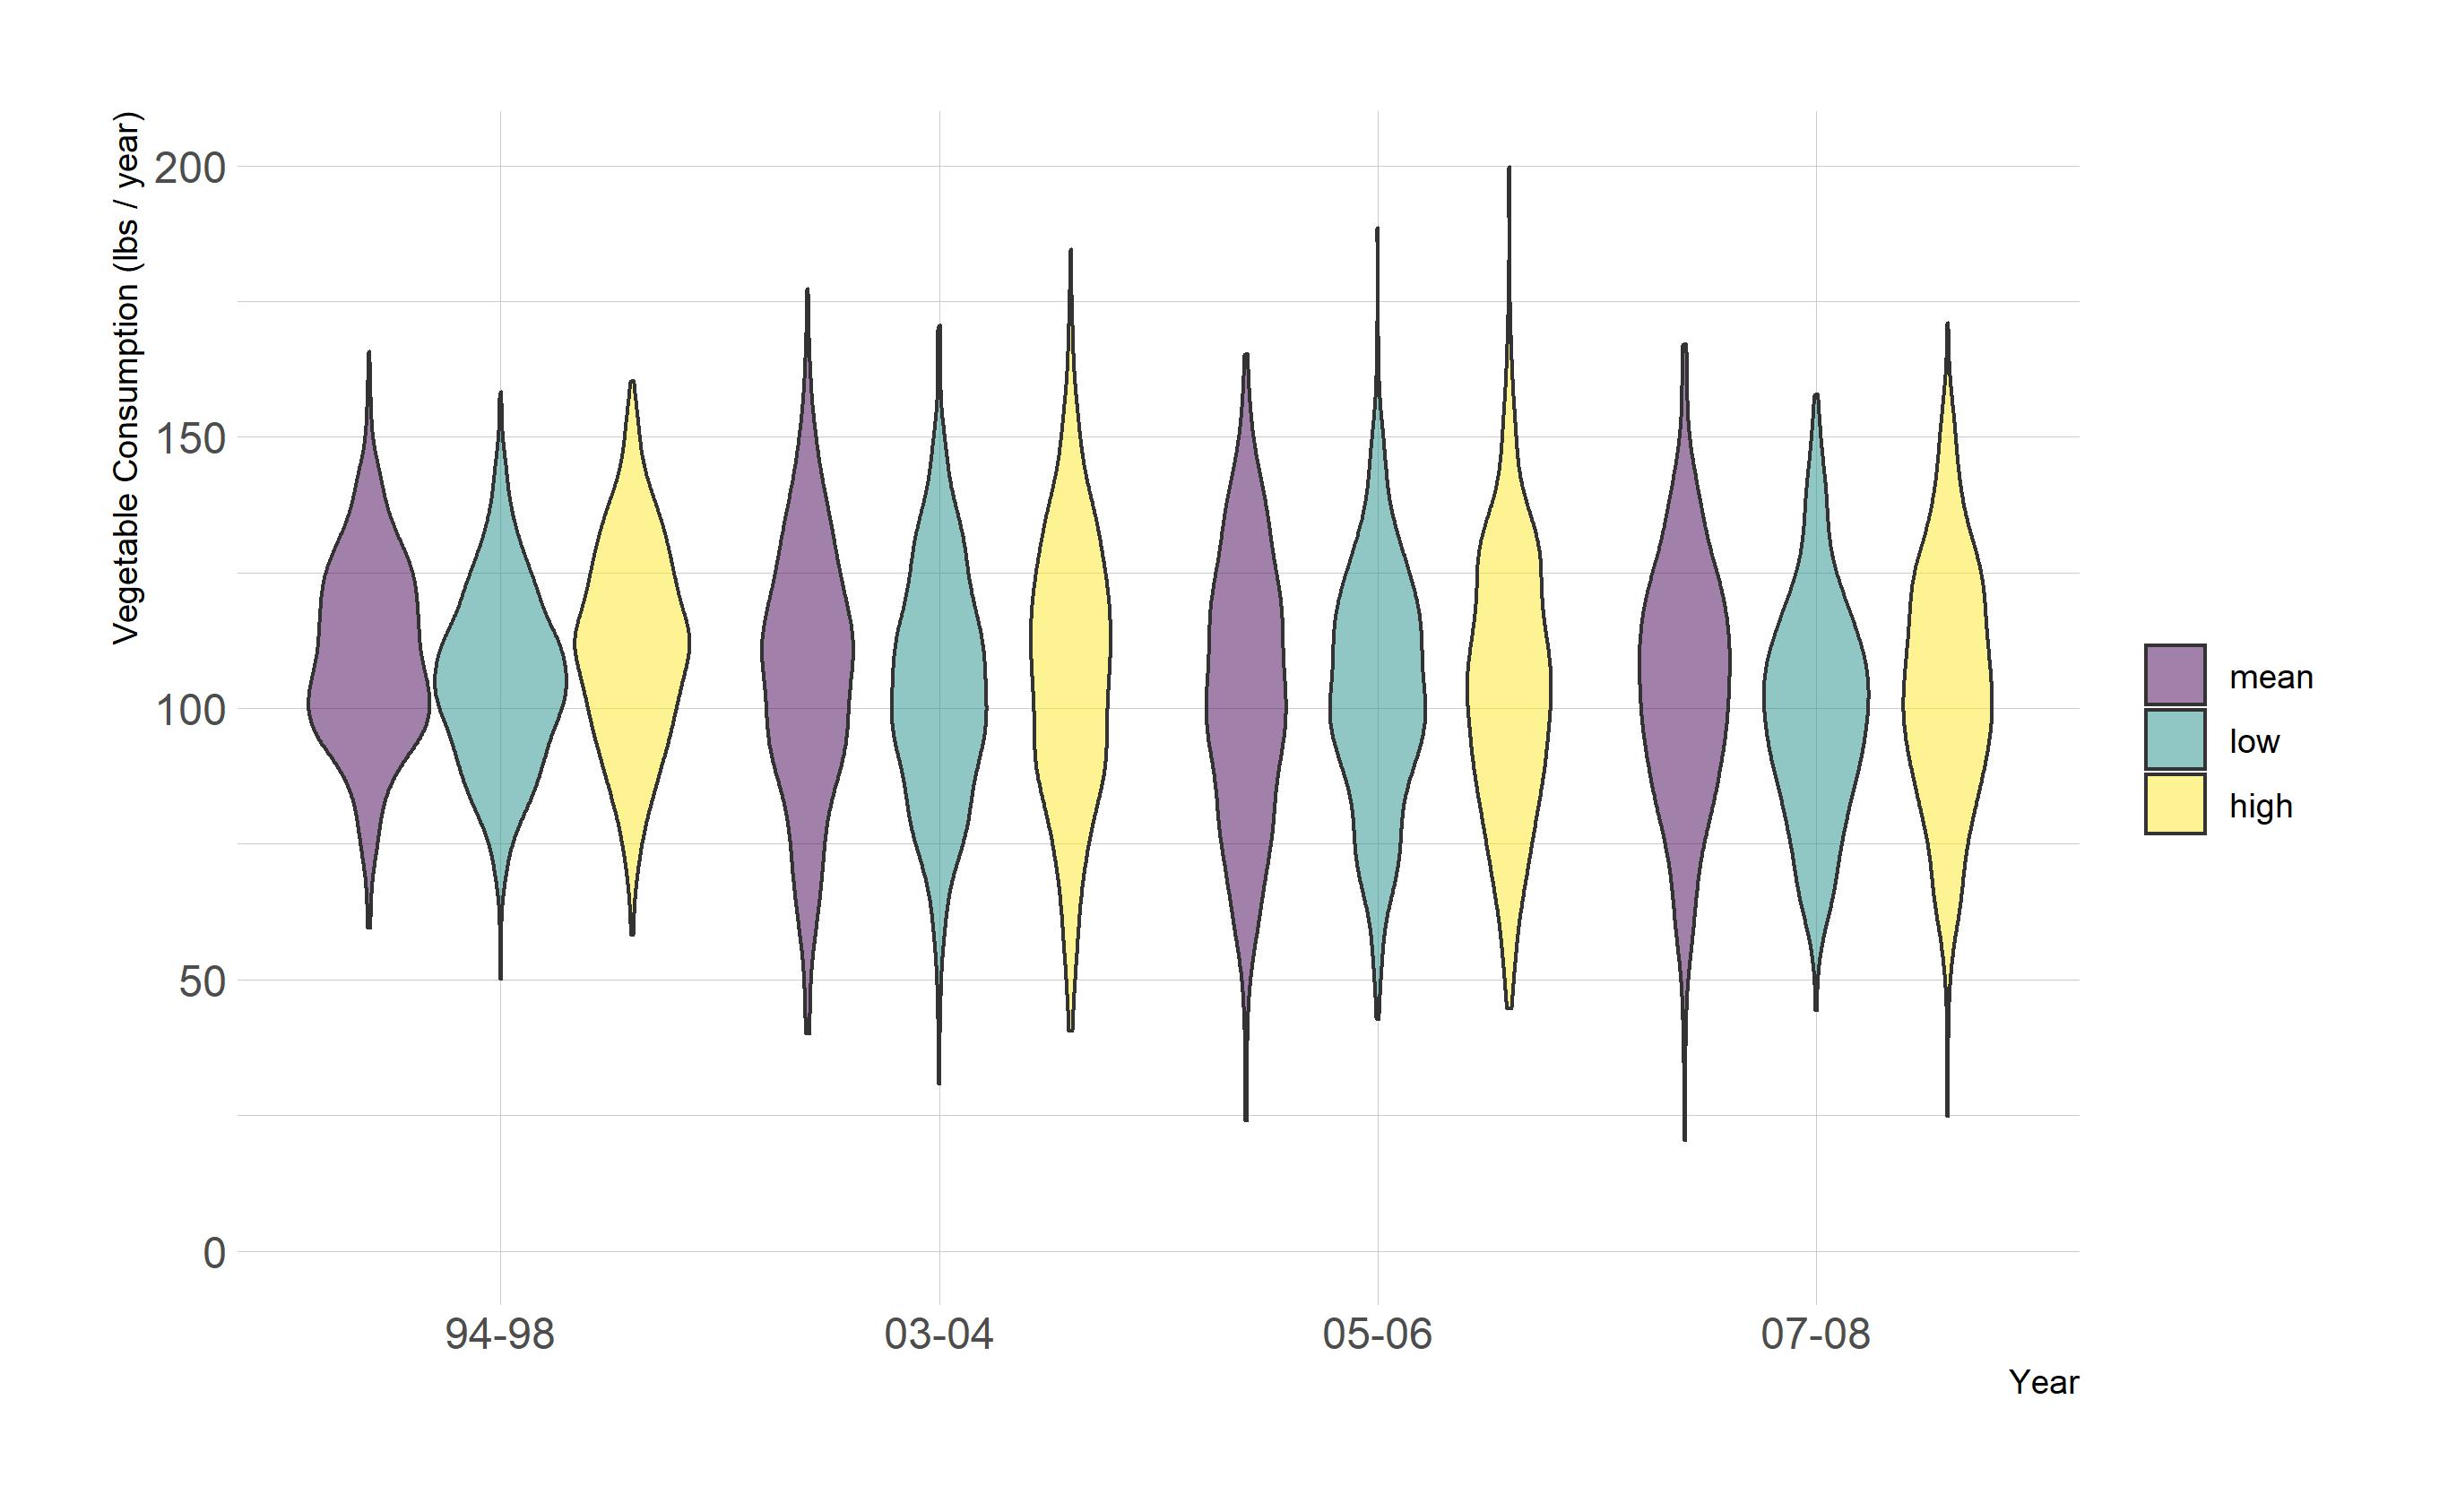 Vegetable Consumption (lbs / year)
200
150
100
50
0
94-98
03-04
05-06
07-08
Year
mean
low
high